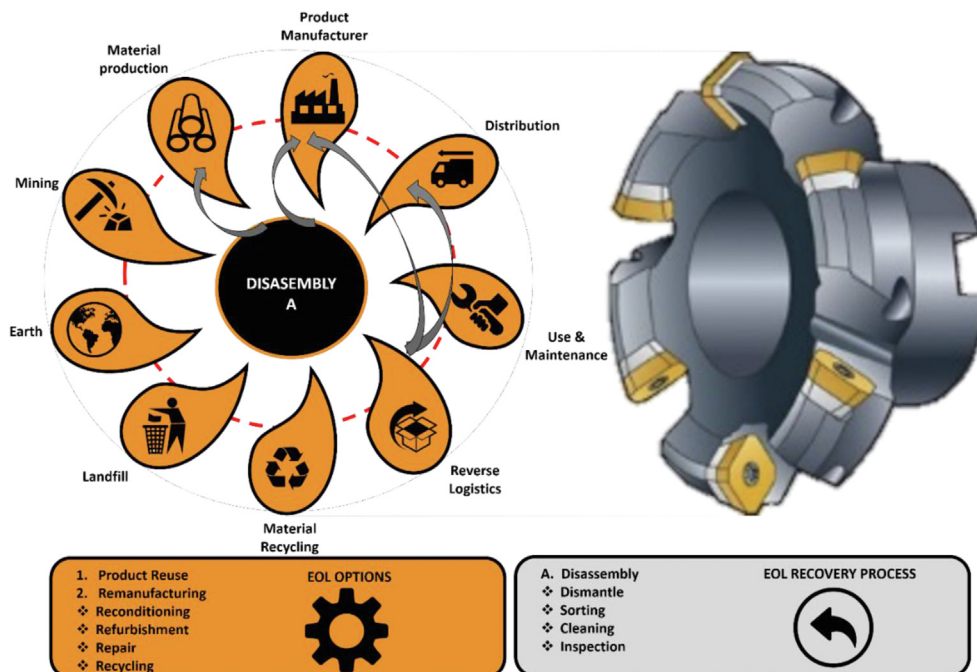 Product
Manufacturer
Material
production
Distribution
Mining
DISASEMBLY
A
Earth
Use &
Maintenance
Landfill
Reverse
Logistics
Material
Recycling
1. Product Reuse
2. Remanufacturing
❖ Reconditioning
❖ Refurbishment
❖ Repair
❖ Recycling
EOL OPTIONS
A. Disassembly
❖ Dismantle
❖ Sorting
❖ Cleaning
❖ Inspection
EOL RECOVERY PROCESS